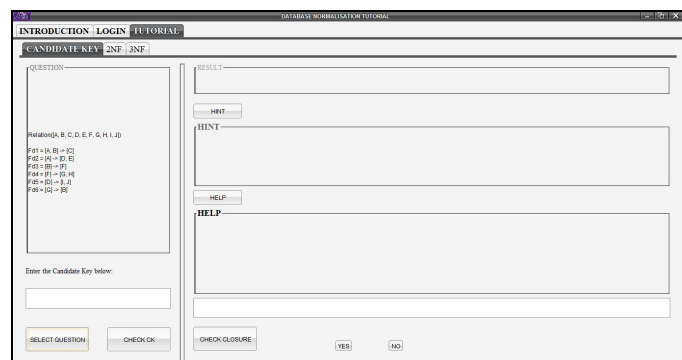 DATABASE NORMALISATION TUTORIAL
INTRODUCTION LOGIN TUTORIAL
CANDIDATE KEY 2NF 3NF
QUESTION
Relation([A, B, C, D, E, F, G, H, I, J])
Fd1 = [A, B] -> [C]
Fd2 = [A] -> [D, E]
Fd3 = [B] -> [F]
Fd4 = [F] -> [G, H]
Fd5 = [D] -> [I, J]
Fd6 = [G] -> [B]
Enter the Candidate Key below:
SELECT QUESTION CHECK CK
RESULT
HINT
HINT
HELP
HELP
CHECK CLOSURE YES NO